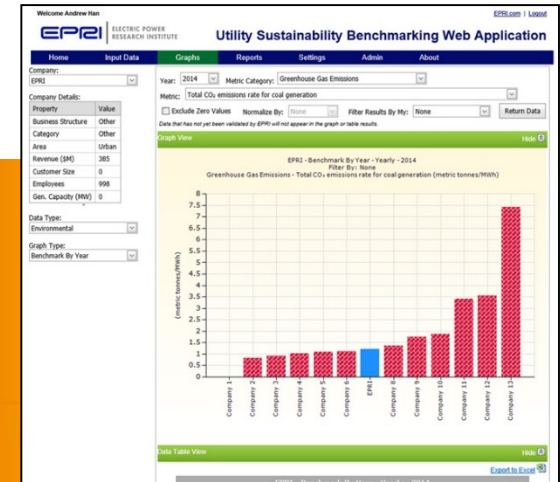 Welcome Andrew Han
EPRI.com | Logout
EPRI ELECTRIC POWER RESEARCH INSTITUTE
Utility Sustainability Benchmarking Web Application
Home Input Data Graphs Reports Settings Admin About
Company:
EPRI
Company Details:
Property Value
Business Structure Other
Category Other
Area Urban
Revenue ($M) 385
Customer Size 0
Employees 998
Gen. Capacity (MW) 0
Data Type:
Environmental
Graph Type:
Benchmark By Year
Year: 2014 Metric Category: Greenhouse Gas Emissions
Metric: Total CO₂ emissions rate for coal generation
Exclude Zero Values Normalize By: None Filter Results By My: None Return Data
Data that has not yet been validated by EPRI will not appear in the graph or table results.
Graph View Hide
EPRI - Benchmark By Year - Yearly - 2014
Filter By: None
Greenhouse Gas Emissions - Total CO₂ emissions rate for coal generation (metric tonnes/MWh)
(metric tonnes/MWh)
8
7.5
7
6.5
6
5.5
5
4.5
4
3.5
3
2.5
2
1.5
1
0.5
0
Company 1
Company 2
Company 3
Company 4
Company 5
Company 6
EPRI
Company 8
Company 9
Company 10
Company 11
Company 12
Company 13
Data Table View Hide
Export to Excel
EPRI - Benchmark By Year - Yearly - 2014